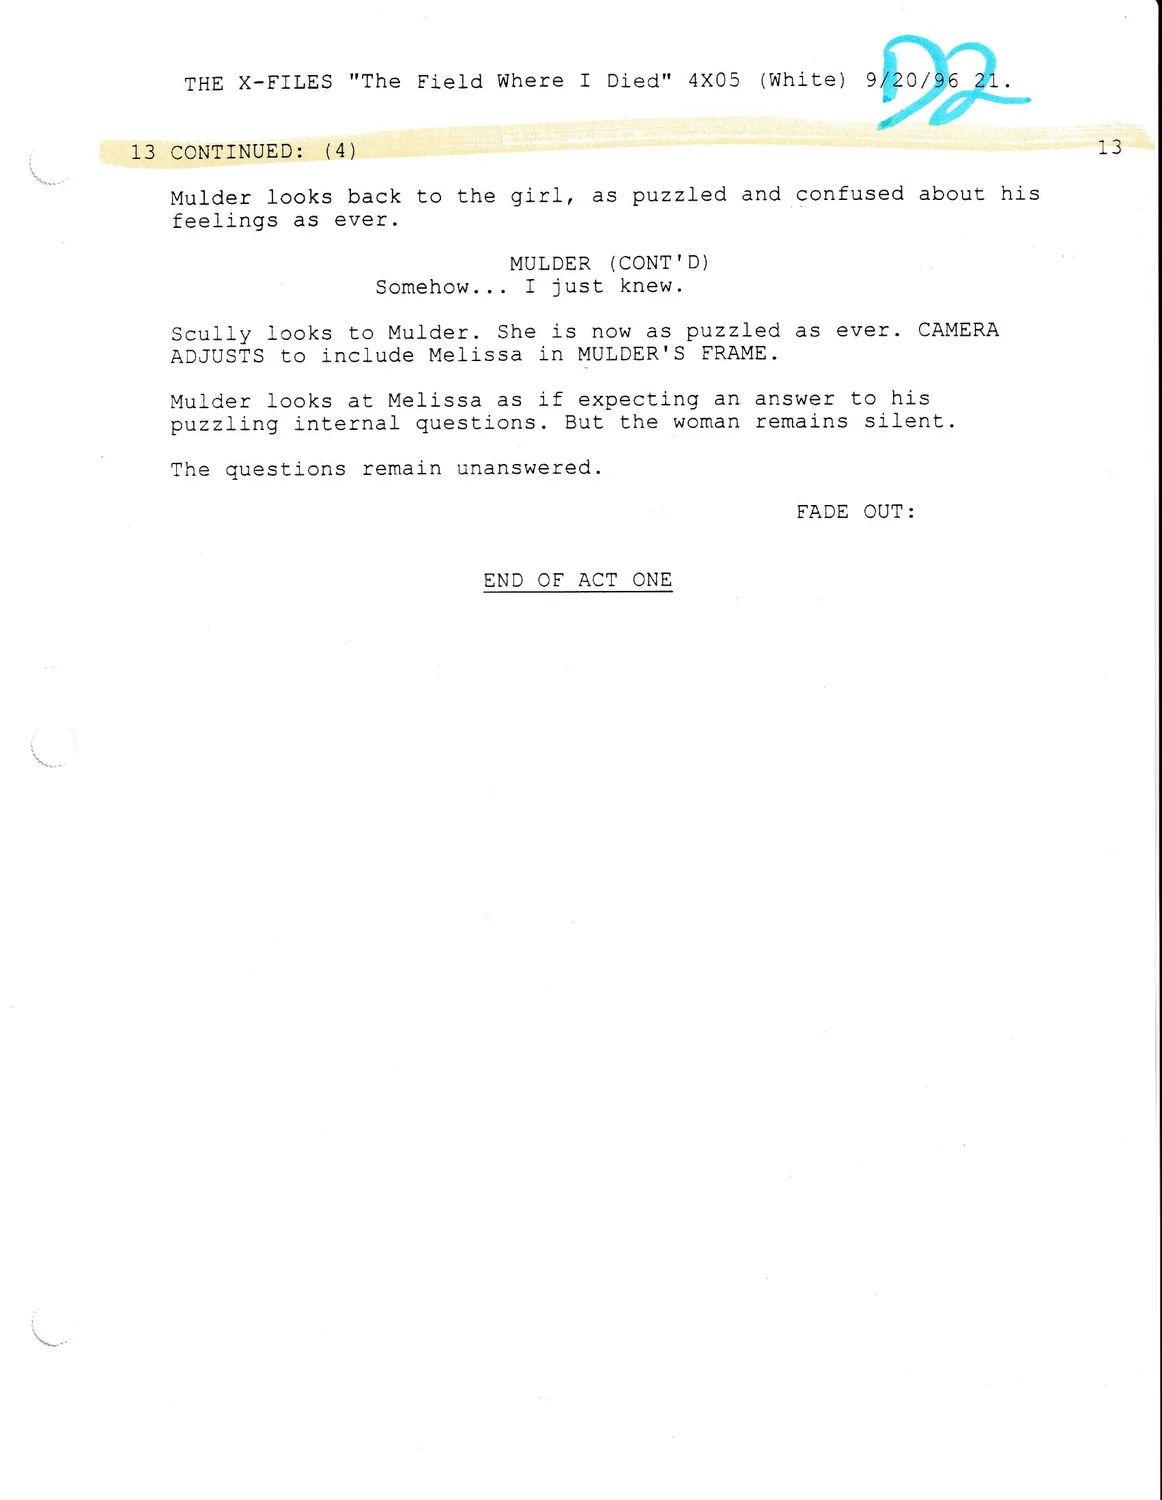 THE X-FILES "The Field Where I Died" 4X05 (White) 9/20/96 21.
D2
13 CONTINUED: (4) 13
Mulder looks back to the girl, as puzzled and confused about his
feelings as ever.
MULDER (CONT'D)
Somehow... I just knew.
Scully looks to Mulder. She is now as puzzled as ever. CAMERA
ADJUSTS to include Melissa in MULDER'S FRAME.
Mulder looks at Melissa as if expecting an answer to his
puzzling internal questions. But the woman remains silent.
The questions remain unanswered.
FADE OUT:
END OF ACT ONE